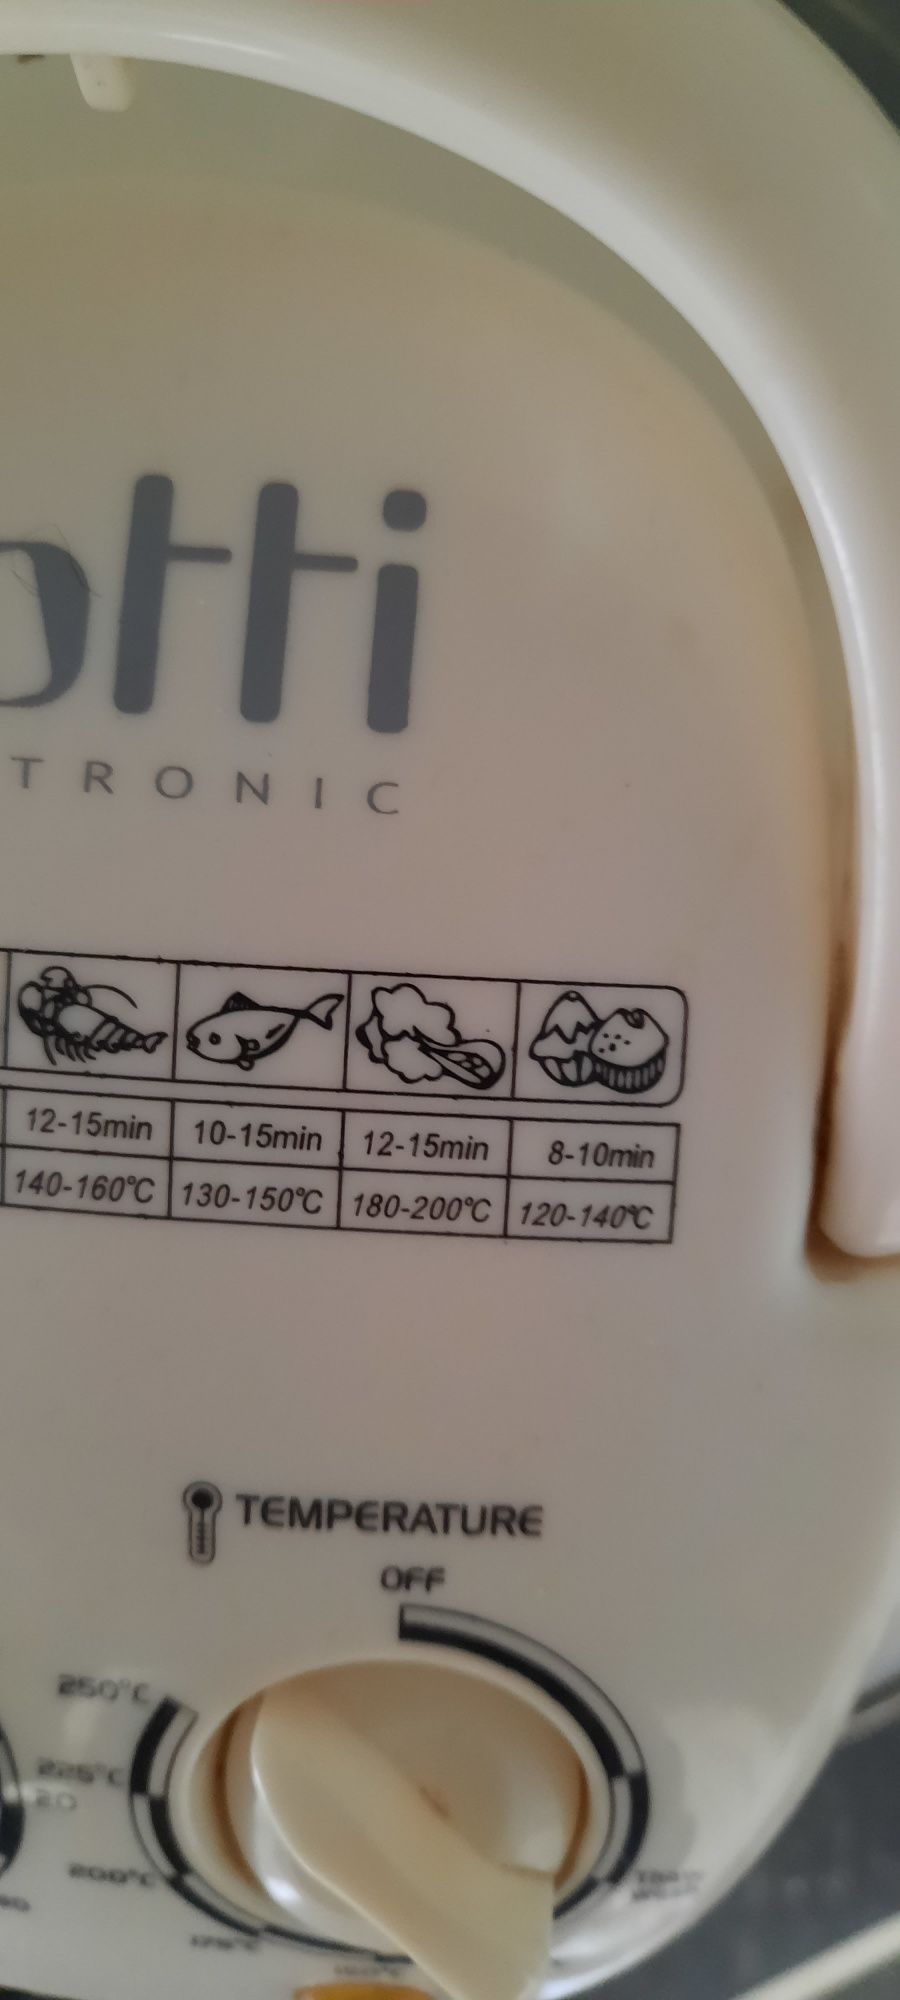 otti
TRONIC
12-15min 10-15min 12-15min 8-10min
140-160°C 130-150°C 180-200°C 120-140°C
TEMPERATURE
OFF
250°C
225°C
200°C
175°C